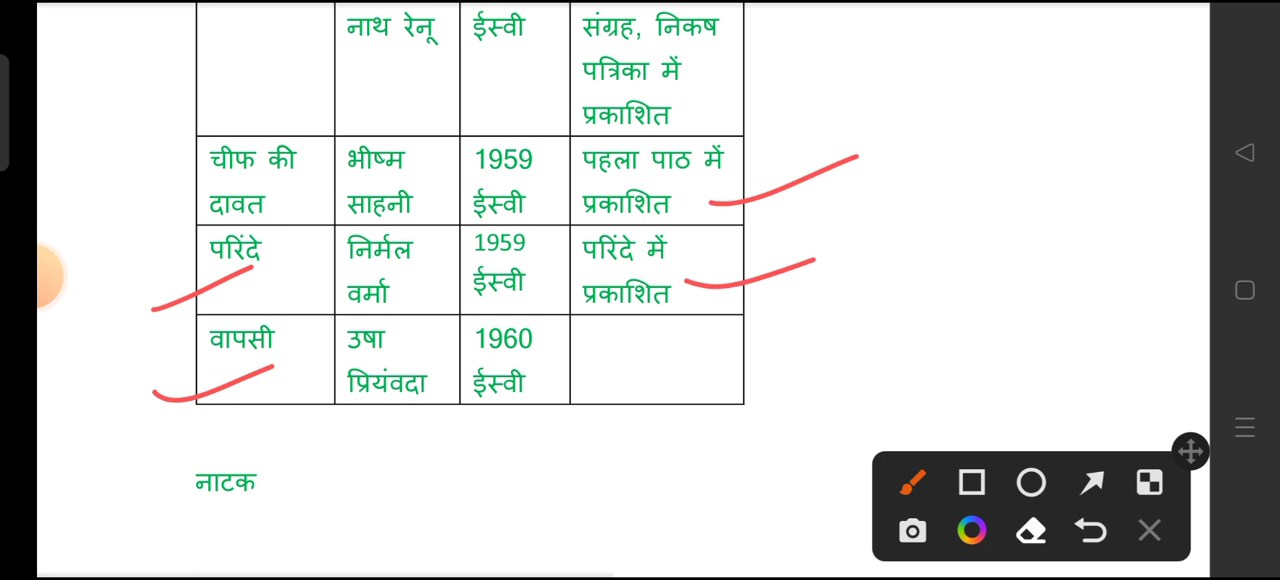 नाथ रेनू ईस्वी संग्रह, निकष
पत्रिका में
प्रकाशित
चीफ की भीष्म 1959 पहला पाठ में
दावत साहनी ईस्वी प्रकाशित
परिंदे निर्मल 1959 परिंदे में
वर्मा ईस्वी प्रकाशित
वापसी उषा 1960
प्रियंवदा ईस्वी
नाटक